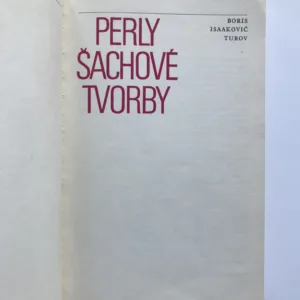 PERLY
ŠACHOVÉ
TVORBY
BORIS
ISAAKOVIČ
TUROV